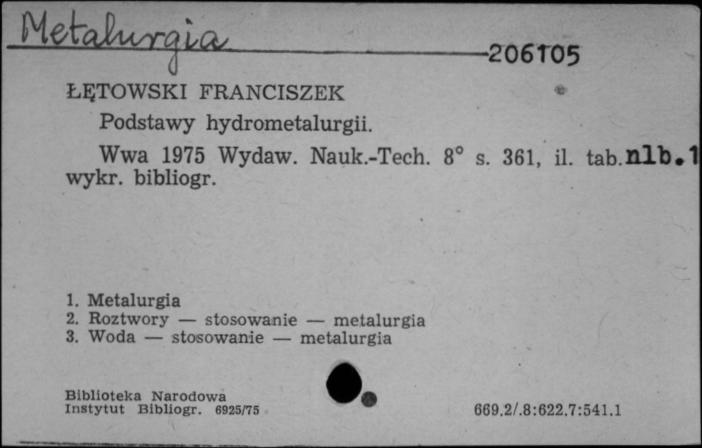 Metalurgia
206105
ŁĘTOWSKI FRANCISZEK
Podstawy hydrometalurgii.
Wwa 1975 Wydaw. Nauk.-Tech. 8° s. 361, il. tab. nlb. 1
wykr. bibliogr.
1. Metalurgia
2. Roztwory — stosowanie — metalurgia
3. Woda — stosowanie — metalurgia
Biblioteka Narodowa
Instytut Bibliogr. 6925/75
669.2/.8:622.7:541.1